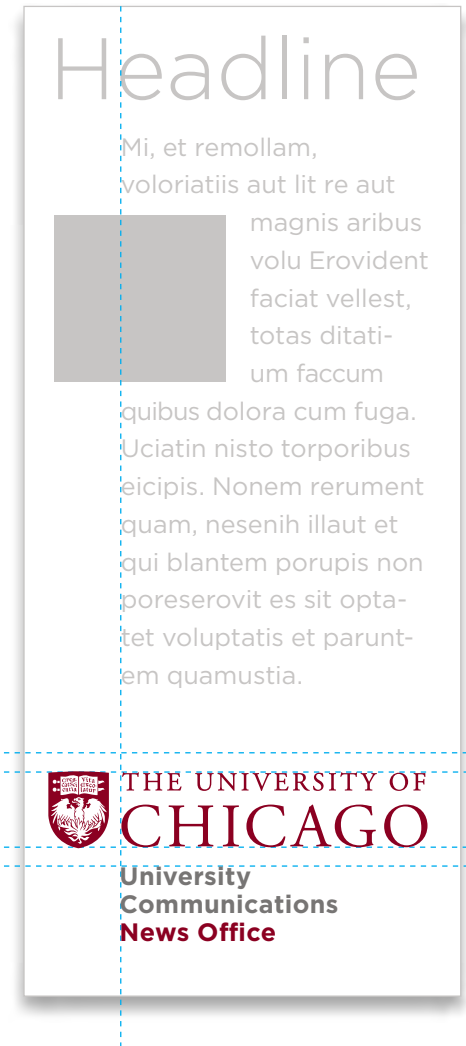 Headline
Mi, et remollam,
voloriatiis aut lit re aut
magnis aribus
volu Erovident
faciat vellest,
totas ditati-
um faccum
quibus dolora cum fuga.
Uciatin nisto torporibus
eicipis. Nonem rerument
quam, nesenih illaut et
qui blantem porupis non
poreserovit es sit opta-
tet voluptatis et parunt-
em quamustia.
THE UNIVERSITY OF
CHICAGO
University
Communications
News Office